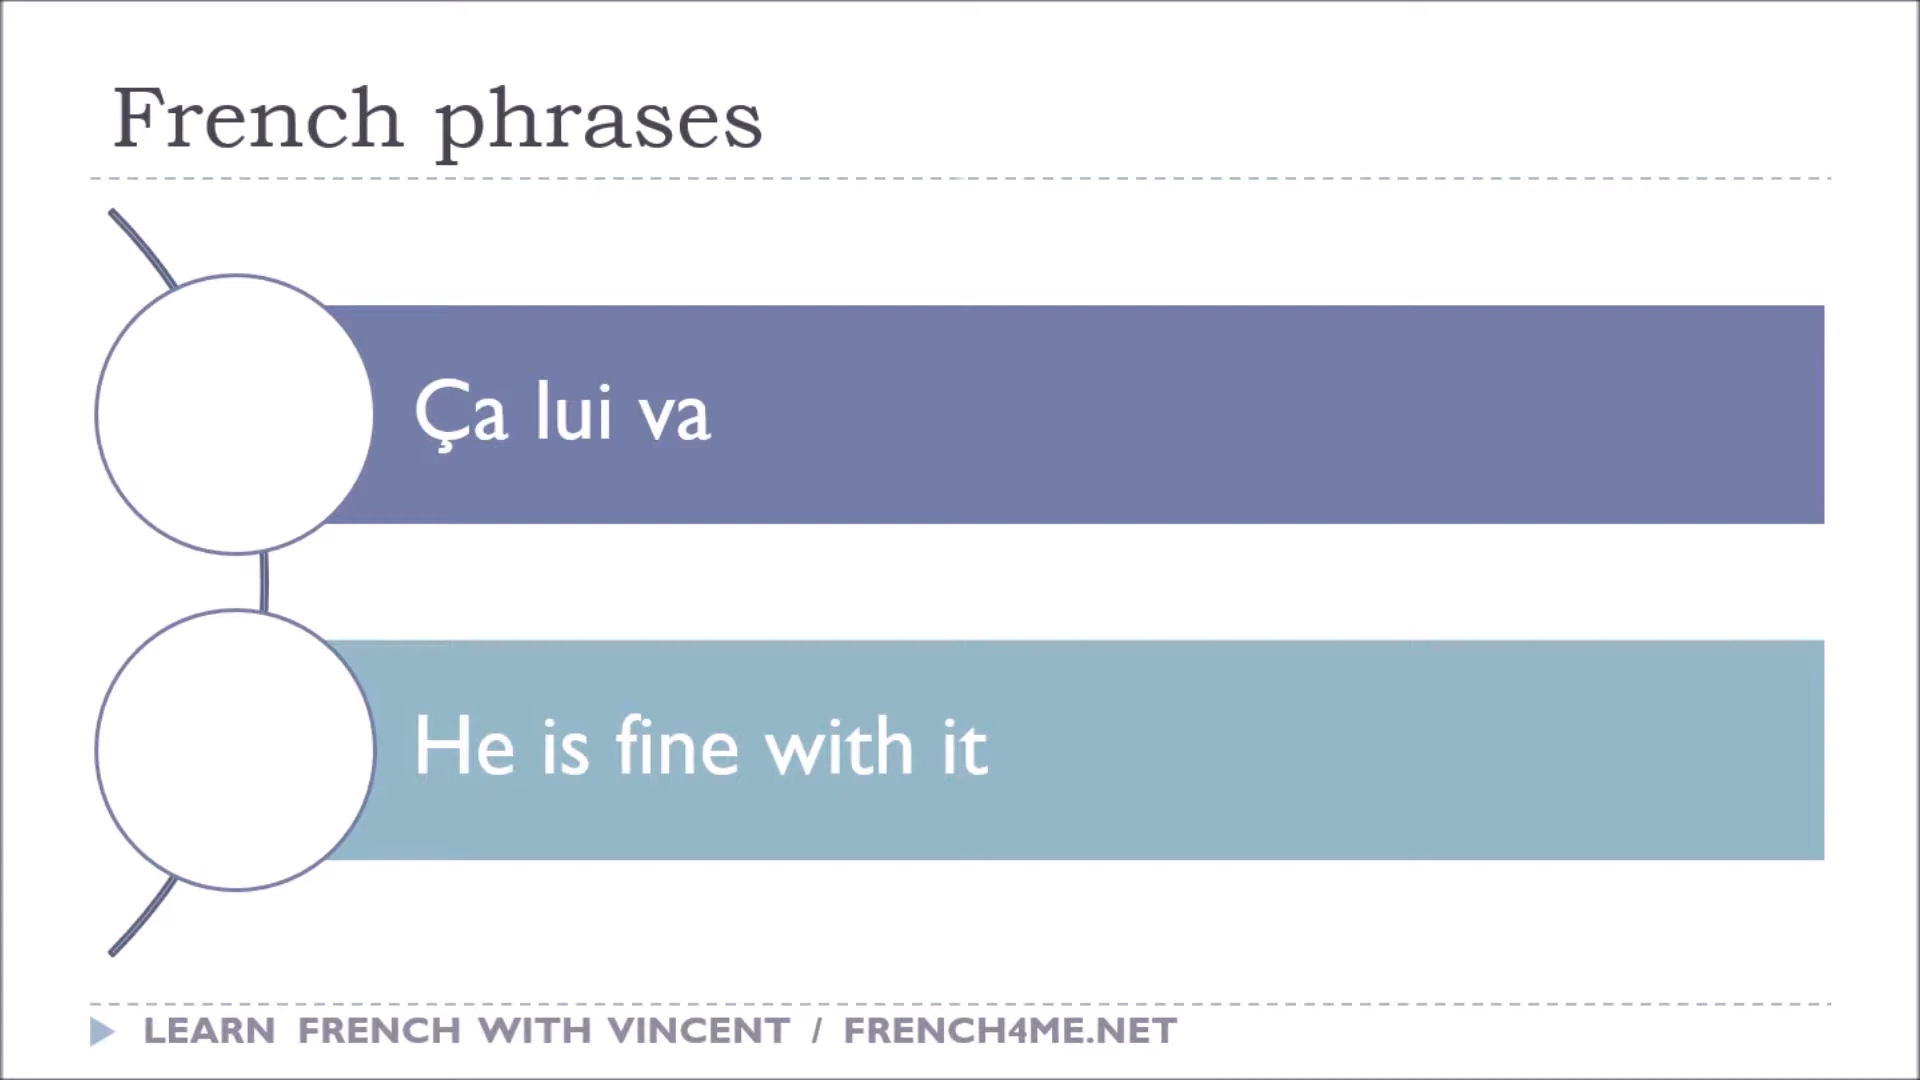 French phrases
Ça lui va
He is fine with it
LEARN FRENCH WITH VINCENT / FRENCH4ME.NET